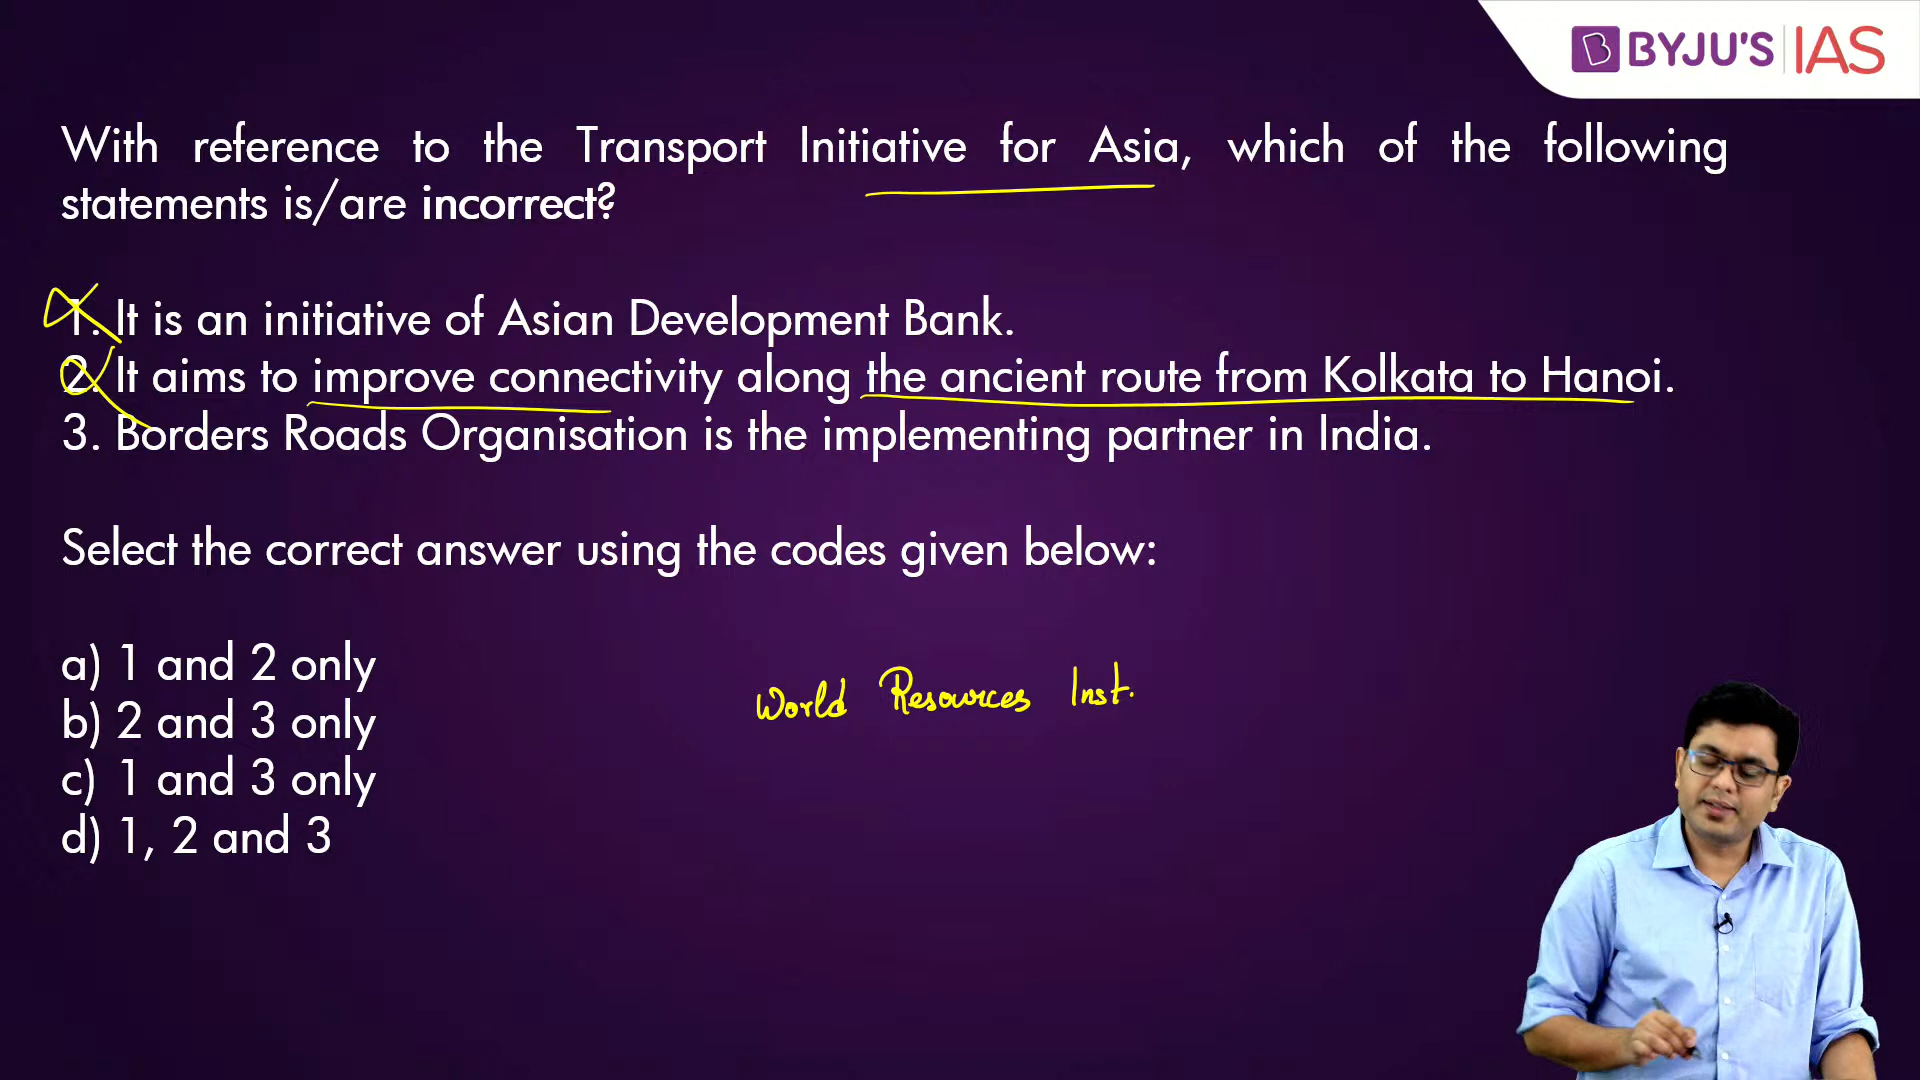 BYJU'S IAS
With reference to the Transport Initiative for Asia, which of the following
statements is/are incorrect?
1. It is an initiative of Asian Development Bank.
2. It aims to improve connectivity along the ancient route from Kolkata to Hanoi.
3. Borders Roads Organisation is the implementing partner in India.
Select the correct answer using the codes given below:
a) 1 and 2 only
b) 2 and 3 only
c) 1 and 3 only
d) 1, 2 and 3
World Resources Inst.